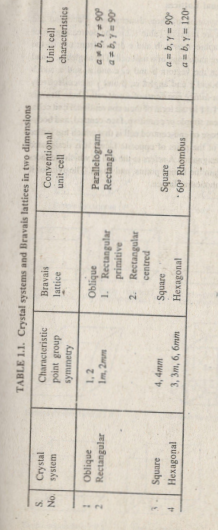 TABLE 1.1. Crystal systems and Bravais lattices in two dimensions
S. No. Crystal system Characteristic point group symmetry Bravais lattice Conventional unit cell Unit cell characteristics
1 Oblique 1, 2 Oblique Parallelogram a ≠ b, γ ≠ 90°
2 Rectangular 1m, 2mm 1. Rectangular primitive Rectangle a ≠ b, γ = 90°
2. Rectangular centred
3 Square 4, 4mm Square Square a = b, γ = 90°
4 Hexagonal 3, 3m, 6, 6mm Hexagonal 60° Rhombus a = b, γ = 120°